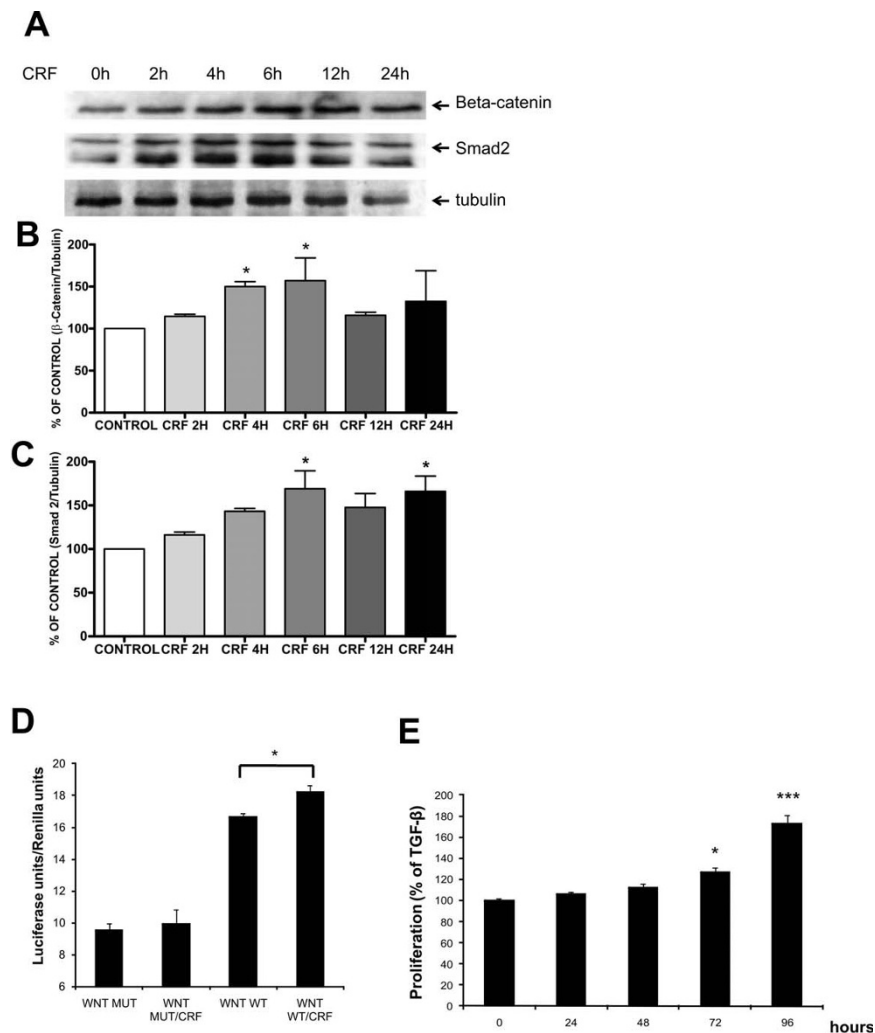 A
CRF 0h 2h 4h 6h 12h 24h
Beta-catenin
Smad2
tubulin
B
% OF CONTROL (β-Catenin/Tubulin)
200
150
100
50
0
* *
CONTROL CRF 2H CRF 4H CRF 6H CRF 12H CRF 24H
C
% OF CONTROL (Smad 2/Tubulin)
200
150
100
50
0
* *
CONTROL CRF 2H CRF 4H CRF 6H CRF 12H CRF 24H
D
Luciferase units/Renilla units
20
18
16
14
12
10
8
6
*
WNT MUT WNT MUT/CRF WNT WT WNT WT/CRF
E
Proliferation (% of TGF-β)
200
180
160
140
120
100
80
60
40
20
0
* ***
0 24 48 72 96 hours